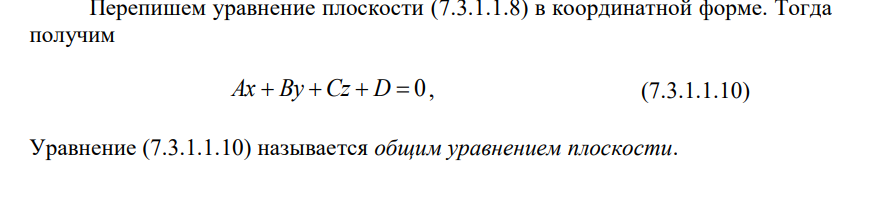 Перепишем уравнение плоскости (7.3.1.1.8) в координатной форме. Тогда
получим
Ax + By + Cz + D = 0, (7.3.1.1.10)
Уравнение (7.3.1.1.10) называется общим уравнением плоскости.